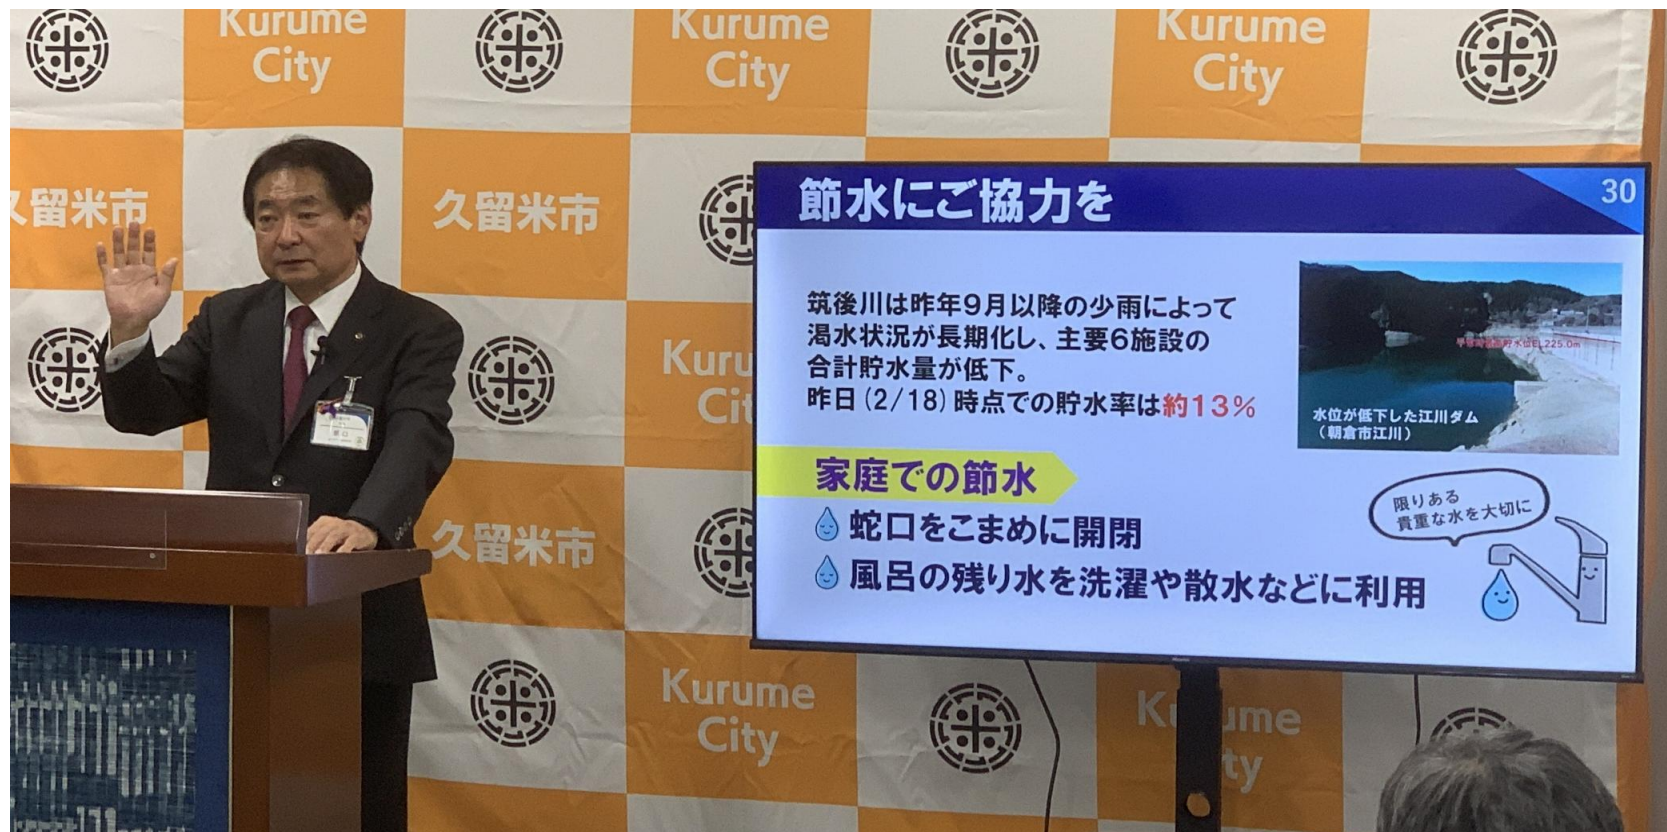 Kurume
City
Kurume
City
Kurume
City
久留米市
久留米市
節水にご協力を
30
筑後川は昨年9月以降の少雨によって
渇水状況が長期化し、主要6施設の
合計貯水量が低下。
昨日(2/18)時点での貯水率は約13%
水位が低下した江川ダム
(朝倉市江川)
家庭での節水
蛇口をこまめに開閉
風呂の残り水を洗濯や散水などに利用
限りある
貴重な水を大切に
久留米市
Kurume
City